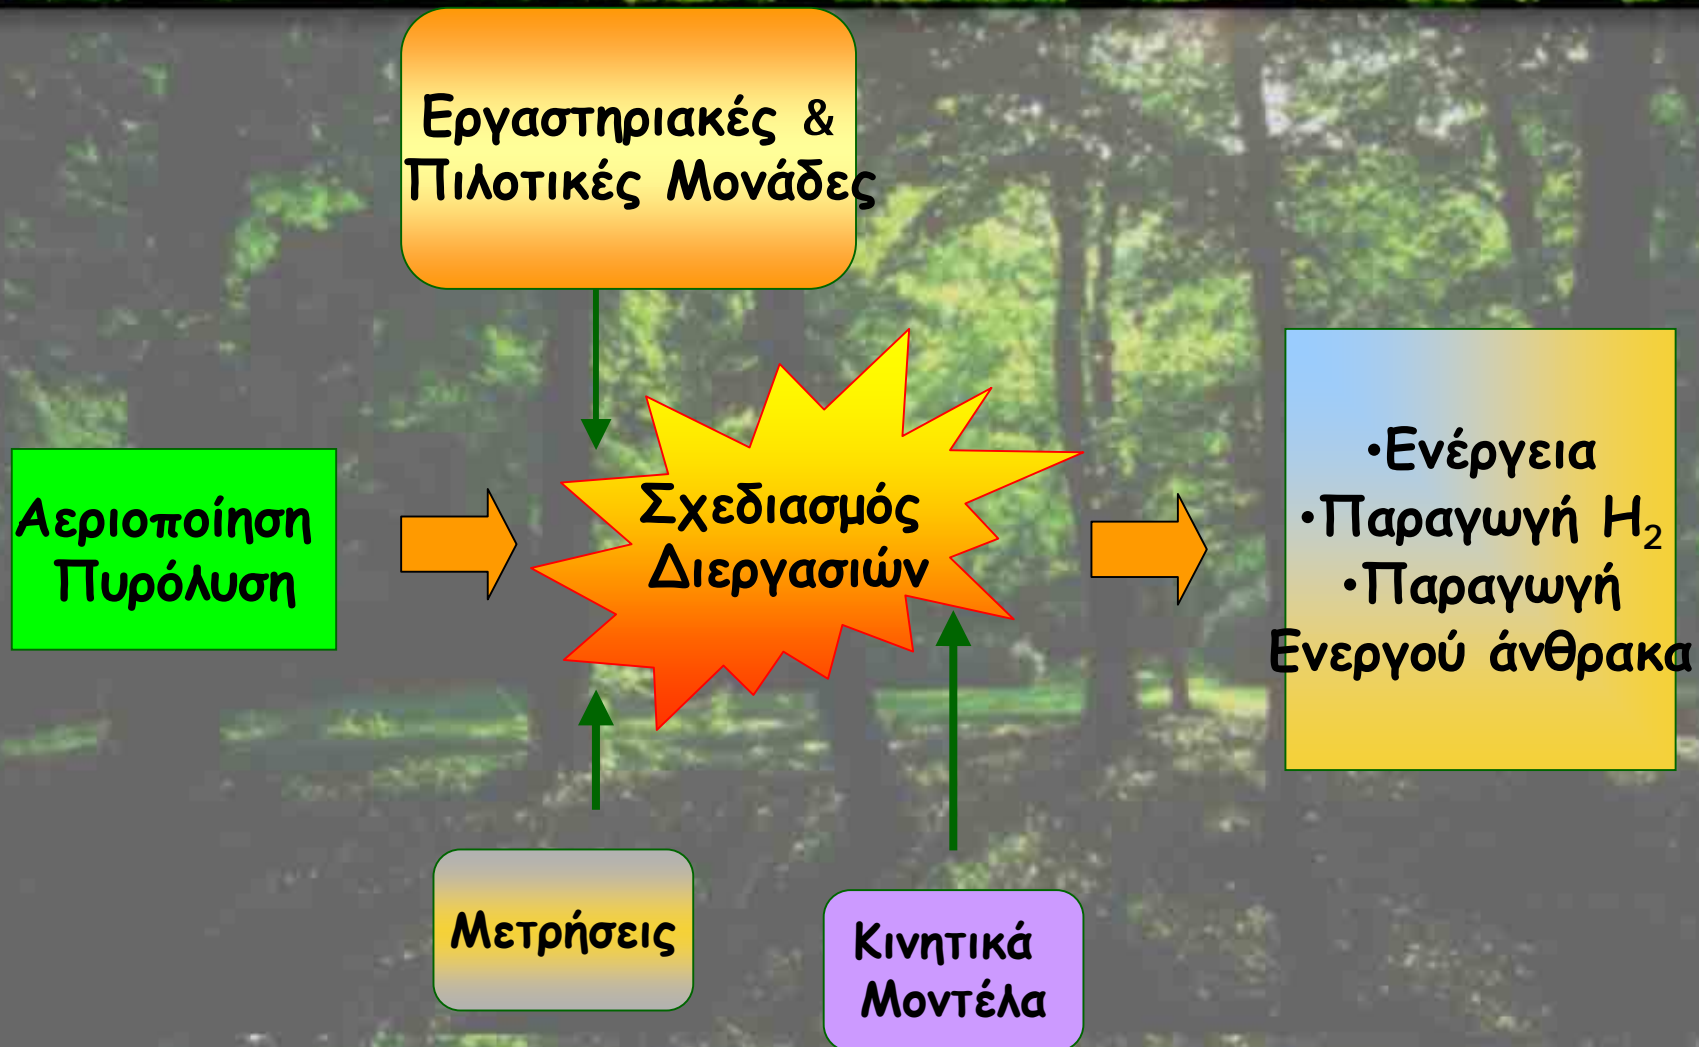 Εργαστηριακές &
Πιλοτικές Μονάδες
Αεριοποίηση
Πυρόλυση
Σχεδιασμός
Διεργασιών
•Ενέργεια
•Παραγωγή H₂
•Παραγωγή
Ενεργού άνθρακα
Μετρήσεις
Κινητικά
Μοντέλα